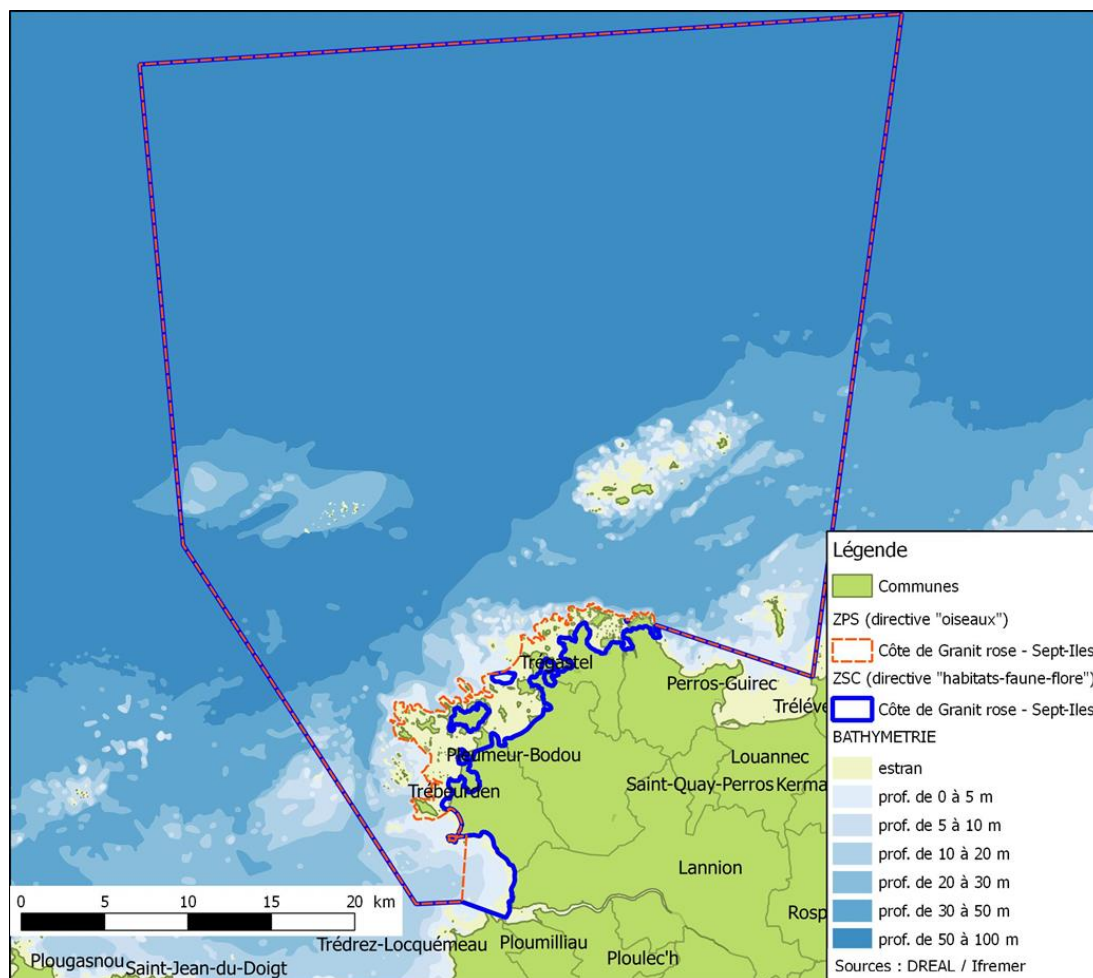 Trégastel
Perros-Guirec
Tréléve
Pleumeur-Bodou
Louannec
Trébeurden
Saint-Quay-Perros
Kerma
Lannion
Rosp
0 5 10 15 20 km
Trédrez-Locquémeau
Ploumilliau
Ploulec'h
Plougasnou
Saint-Jean-du-Doigt
Légende
Communes
ZPS (directive "oiseaux")
Côte de Granit rose - Sept-Iles
ZSC (directive "habitats-faune-flore")
Côte de Granit rose - Sept-Iles
BATHYMETRIE
estran
prof. de 0 à 5 m
prof. de 5 à 10 m
prof. de 10 à 20 m
prof. de 20 à 30 m
prof. de 30 à 50 m
prof. de 50 à 100 m
Sources : DREAL / Ifremer